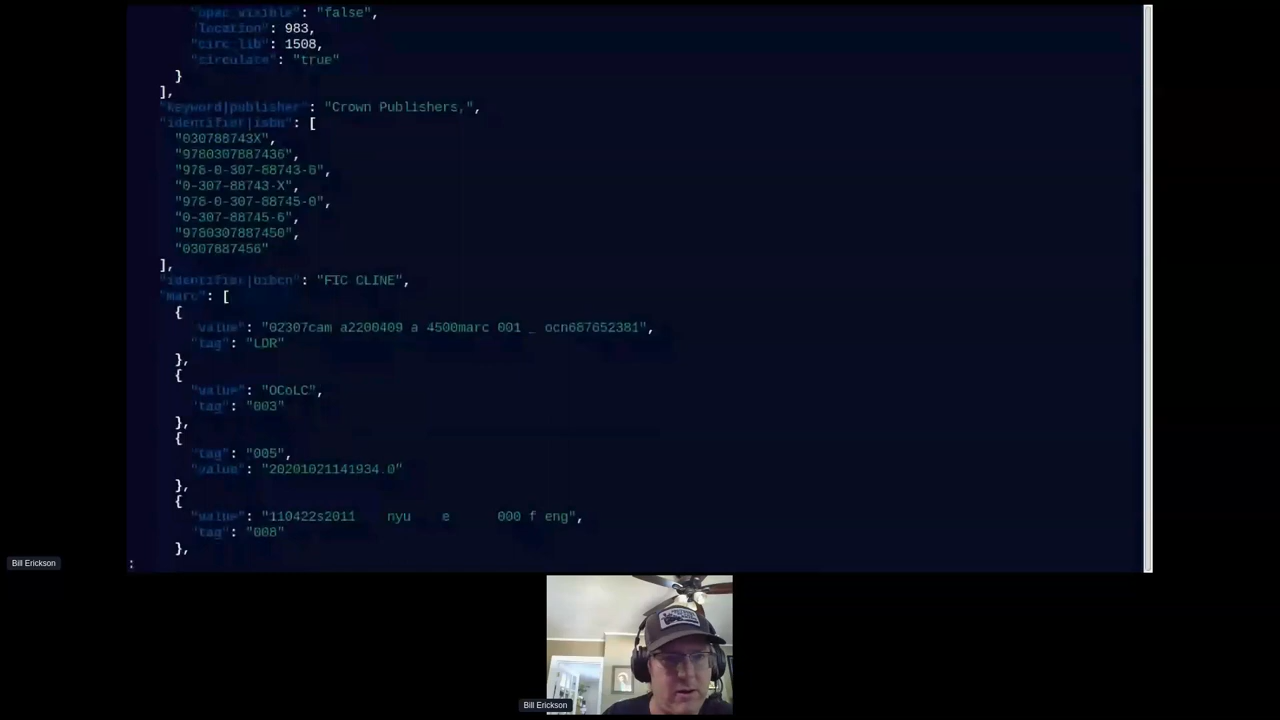 "opac_visible": "false",
"location": 983,
"circ_lib": 1508,
"circulate": "true"
}
],
"keyword|publisher": "Crown Publishers,",
"identifier|isbn": [
"030788743X",
"9780307887436",
"978-0-307-88743-6",
"0-307-88743-X",
"978-0-307-88745-0",
"0-307-88745-6",
"9780307887450",
"0307887456"
],
"identifier|bibcn": "FIC CLINE",
"marc": [
{
"value": "02307cam a2200409 a 4500marc 001 _ ocn687652381",
"tag": "LDR"
},
{
"value": "OCoLC",
"tag": "003"
},
{
"tag": "005",
"value": "20201021141934.0"
},
{
"value": "110422s2011 nyu e 000 f eng",
"tag": "008"
},
:
Bill Erickson
Bill Erickson